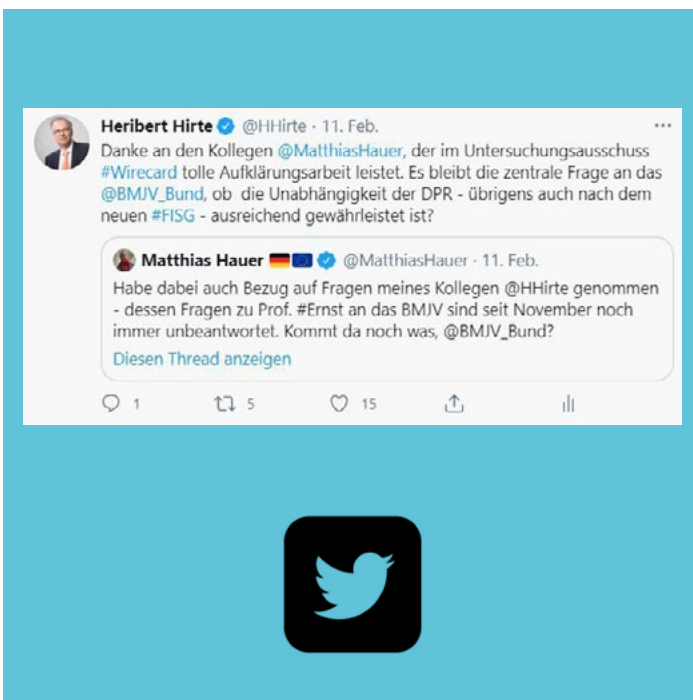 Heribert Hirte @HHirte · 11. Feb.
Danke an den Kollegen @MatthiasHauer, der im Untersuchungsausschuss
#Wirecard tolle Aufklärungsarbeit leistet. Es bleibt die zentrale Frage an das
@BMJV_Bund, ob die Unabhängigkeit der DPR - übrigens auch nach dem
neuen #FISG - ausreichend gewährleistet ist?
Matthias Hauer @MatthiasHauer · 11. Feb.
Habe dabei auch Bezug auf Fragen meines Kollegen @HHirte genommen
- dessen Fragen zu Prof. #Ernst an das BMJV sind seit November noch
immer unbeantwortet. Kommt da noch was, @BMJV_Bund?
Diesen Thread anzeigen
1 5 15